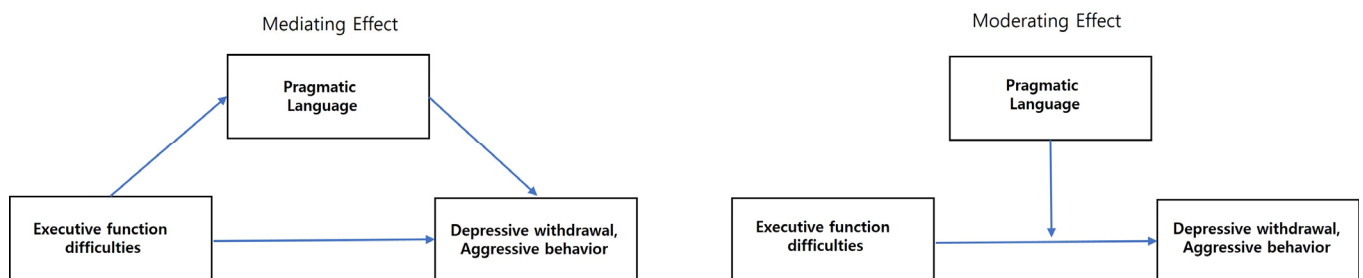 Mediating Effect
Pragmatic
Language
Executive function
difficulties
Depressive withdrawal,
Aggressive behavior
Moderating Effect
Pragmatic
Language
Executive function
difficulties
Depressive withdrawal,
Aggressive behavior